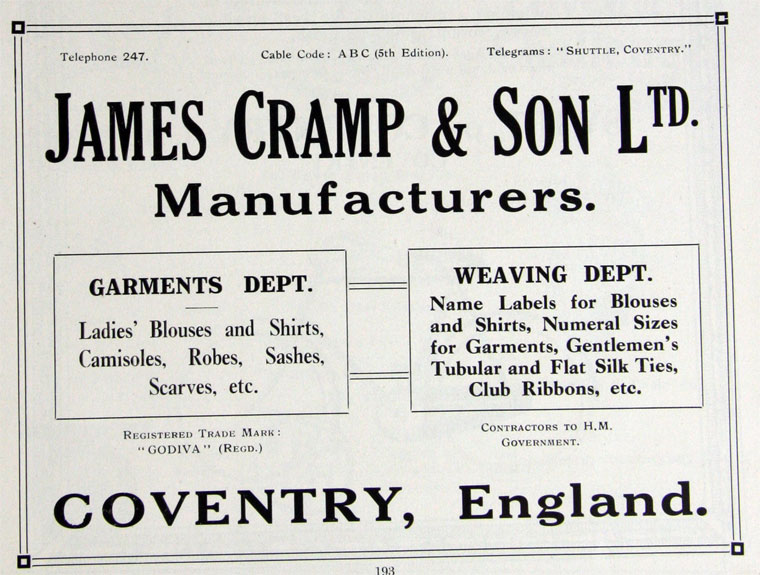 Telephone 247. Cable Code: A B C (5th Edition). Telegrams: "Shuttle, Coventry."
James Cramp & Son Ltd.
Manufacturers.
GARMENTS DEPT.
Ladies' Blouses and Shirts,
Camisoles, Robes, Sashes,
Scarves, etc.
WEAVING DEPT.
Name Labels for Blouses
and Shirts, Numeral Sizes
for Garments, Gentlemen's
Tubular and Flat Silk Ties,
Club Ribbons, etc.
Registered Trade Mark:
"GODIVA" (Regd.)
Contractors to H.M.
Government.
COVENTRY, England.
193